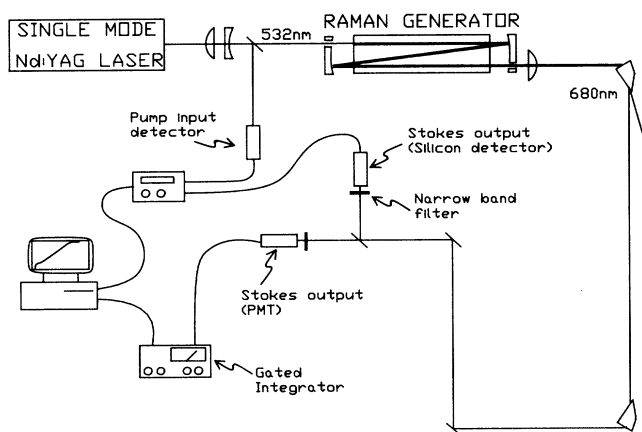 SINGLE MODE
Nd:YAG LASER
532nm
RAMAN GENERATOR
680nm
Pump input
detector
Stokes output
(Silicon detector)
Narrow band
filter
Stokes output
(PMT)
Gated
Integrator